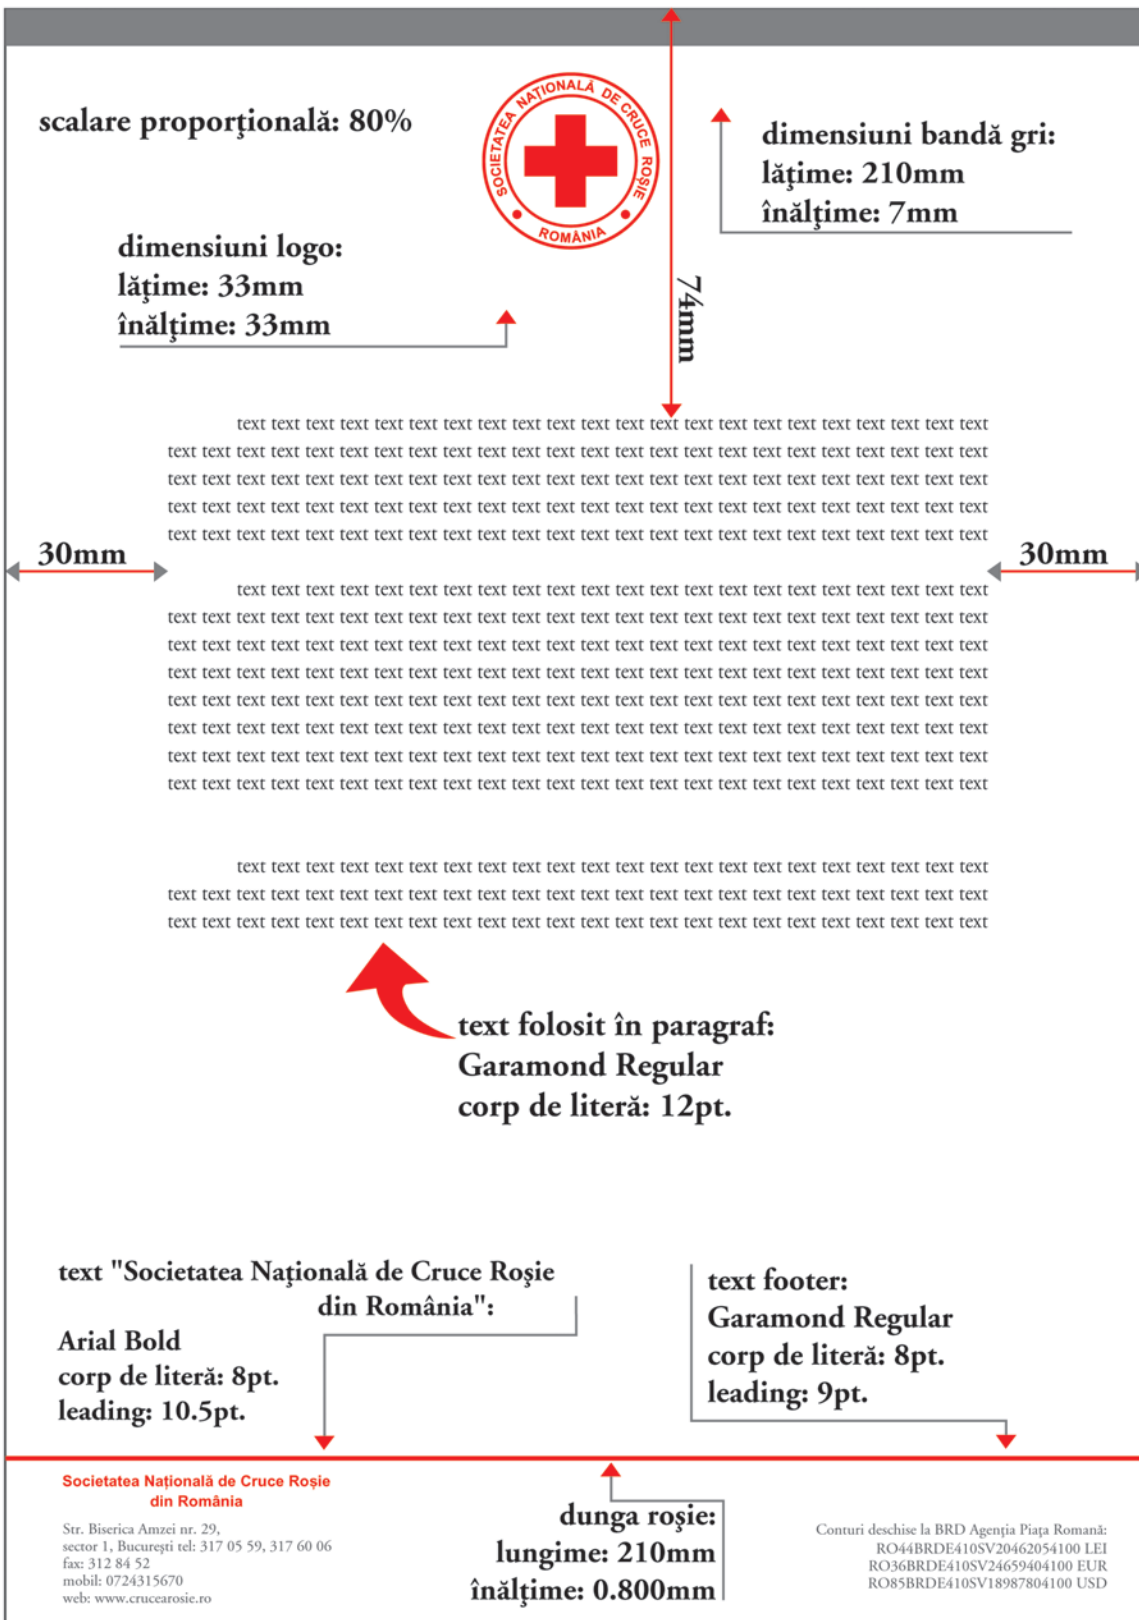 scalare proporţională: 80%
SOCIETATEA NAŢIONALĂ DE CRUCE ROŞIE
ROMÂNIA
dimensiuni bandă gri:
lăţime: 210mm
înălţime: 7mm
dimensiuni logo:
lăţime: 33mm
înălţime: 33mm
74mm
text text text text text text text text text text text text text text text text text text text text text text
text text text text text text text text text text text text text text text text text text text text text text text text
text text text text text text text text text text text text text text text text text text text text text text text text
text text text text text text text text text text text text text text text text text text text text text text text text
text text text text text text text text text text text text text text text text text text text text text text text text
30mm
30mm
text text text text text text text text text text text text text text text text text text text text text text
text text text text text text text text text text text text text text text text text text text text text text text text
text text text text text text text text text text text text text text text text text text text text text text text text
text text text text text text text text text text text text text text text text text text text text text text text text
text text text text text text text text text text text text text text text text text text text text text text text text
text text text text text text text text text text text text text text text text text text text text text text text text
text text text text text text text text text text text text text text text text text text text text text text text text
text text text text text text text text text text text text text text text text text text text text text text text text
text text text text text text text text text text text text text text text text text text text text text text
text text text text text text text text text text text text text text text text text text text text text text text text
text text text text text text text text text text text text text text text text text text text text text text text text
text folosit în paragraf:
Garamond Regular
corp de literă: 12pt.
text "Societatea Naţională de Cruce Roşie
din România":
Arial Bold
corp de literă: 8pt.
leading: 10.5pt.
text footer:
Garamond Regular
corp de literă: 8pt.
leading: 9pt.
Societatea Naţională de Cruce Roşie
din România
Str. Biserica Amzei nr. 29,
sector 1, Bucureşti tel: 317 05 59, 317 60 06
fax: 312 84 52
mobil: 0724315670
web: www.crucearosie.ro
dunga roşie:
lungime: 210mm
înălţime: 0.800mm
Conturi deschise la BRD Agenţia Piaţa Romană:
RO44BRDE410SV20462054100 LEI
RO36BRDE410SV24659404100 EUR
RO85BRDE410SV18987804100 USD